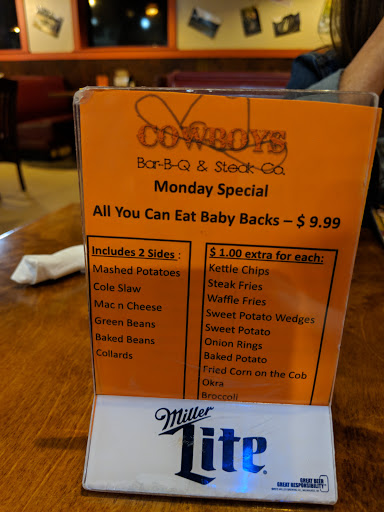 COWBOYS
Bar-B-Q & Steak Co.
Monday Special
All You Can Eat Baby Backs – $ 9.99
Includes 2 Sides :
Mashed Potatoes
Cole Slaw
Mac n Cheese
Green Beans
Baked Beans
Collards
$ 1.00 extra for each:
Kettle Chips
Steak Fries
Waffle Fries
Sweet Potato Wedges
Sweet Potato
Onion Rings
Baked Potato
Fried Corn on the Cob
Okra
Broccoli
Miller
Lite
GREAT BEER
GREAT RESPONSIBILITY